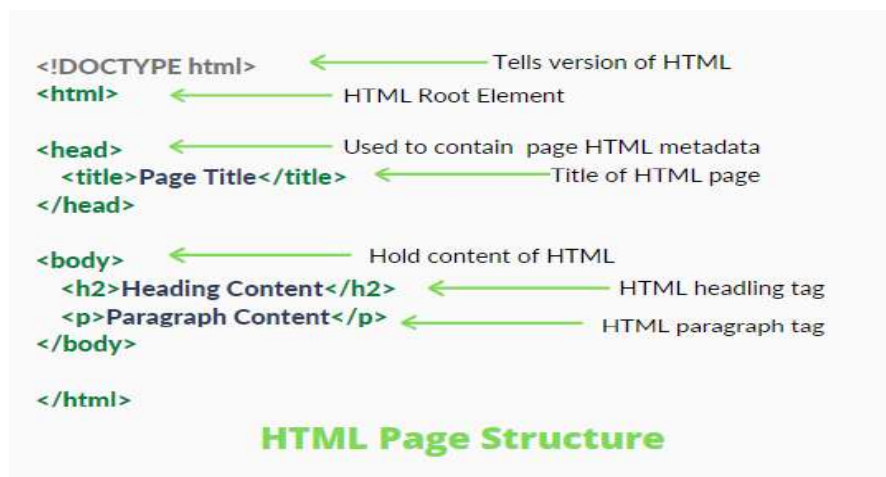 <!DOCTYPE html> Tells version of HTML
<html> HTML Root Element
<head> Used to contain page HTML metadata
<title>Page Title</title> Title of HTML page
</head>
<body> Hold content of HTML
<h2>Heading Content</h2> HTML headling tag
<p>Paragraph Content</p> HTML paragraph tag
</body>
</html>
HTML Page Structure